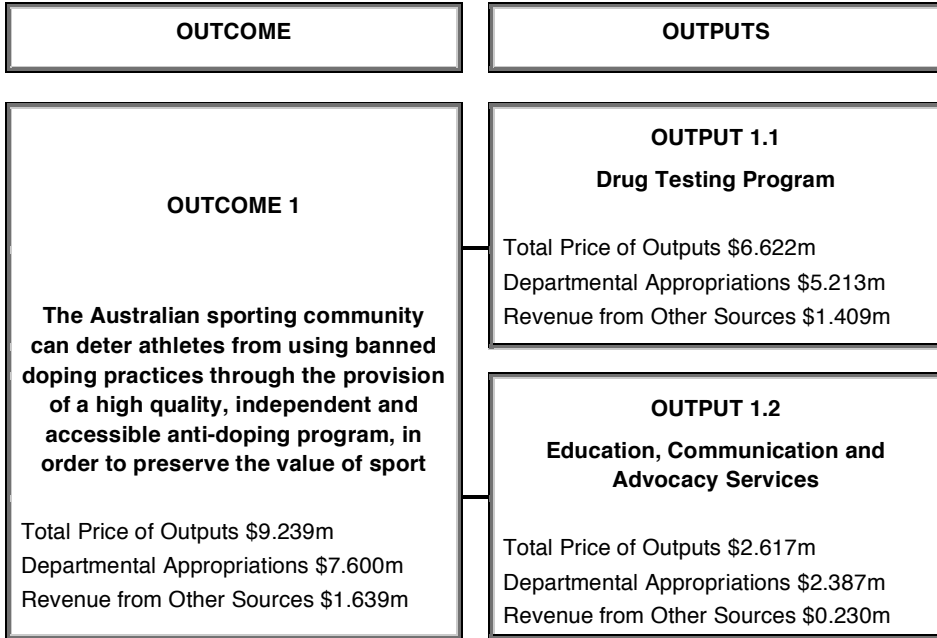 OUTCOME
OUTPUTS
OUTCOME 1
The Australian sporting community
can deter athletes from using banned
doping practices through the provision
of a high quality, independent and
accessible anti-doping program, in
order to preserve the value of sport
Total Price of Outputs $9.239m
Departmental Appropriations $7.600m
Revenue from Other Sources $1.639m
OUTPUT 1.1
Drug Testing Program
Total Price of Outputs $6.622m
Departmental Appropriations $5.213m
Revenue from Other Sources $1.409m
OUTPUT 1.2
Education, Communication and
Advocacy Services
Total Price of Outputs $2.617m
Departmental Appropriations $2.387m
Revenue from Other Sources $0.230m